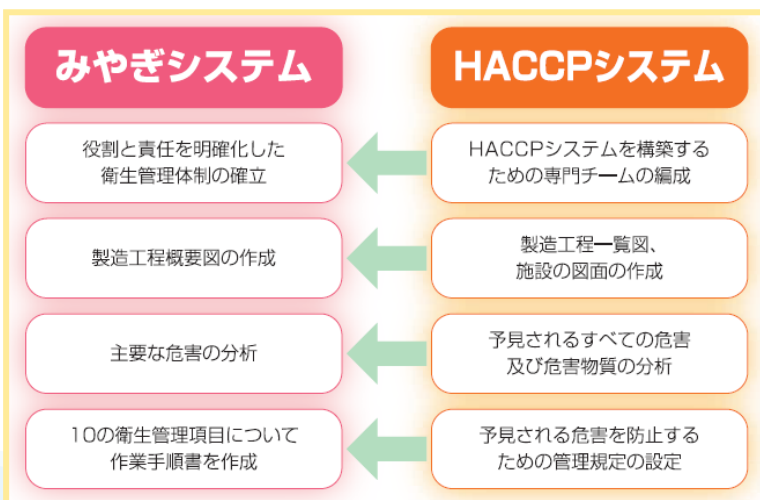 みやぎシステム
HACCPシステム
役割と責任を明確化した
衛生管理体制の確立
HACCPシステムを構築する
ための専門チームの編成
製造工程概要図の作成
製造工程一覧図、
施設の図面の作成
主要な危害の分析
予見されるすべての危害
及び危害物質の分析
10の衛生管理項目について
作業手順書を作成
予見される危害を防止する
ための管理規定の設定